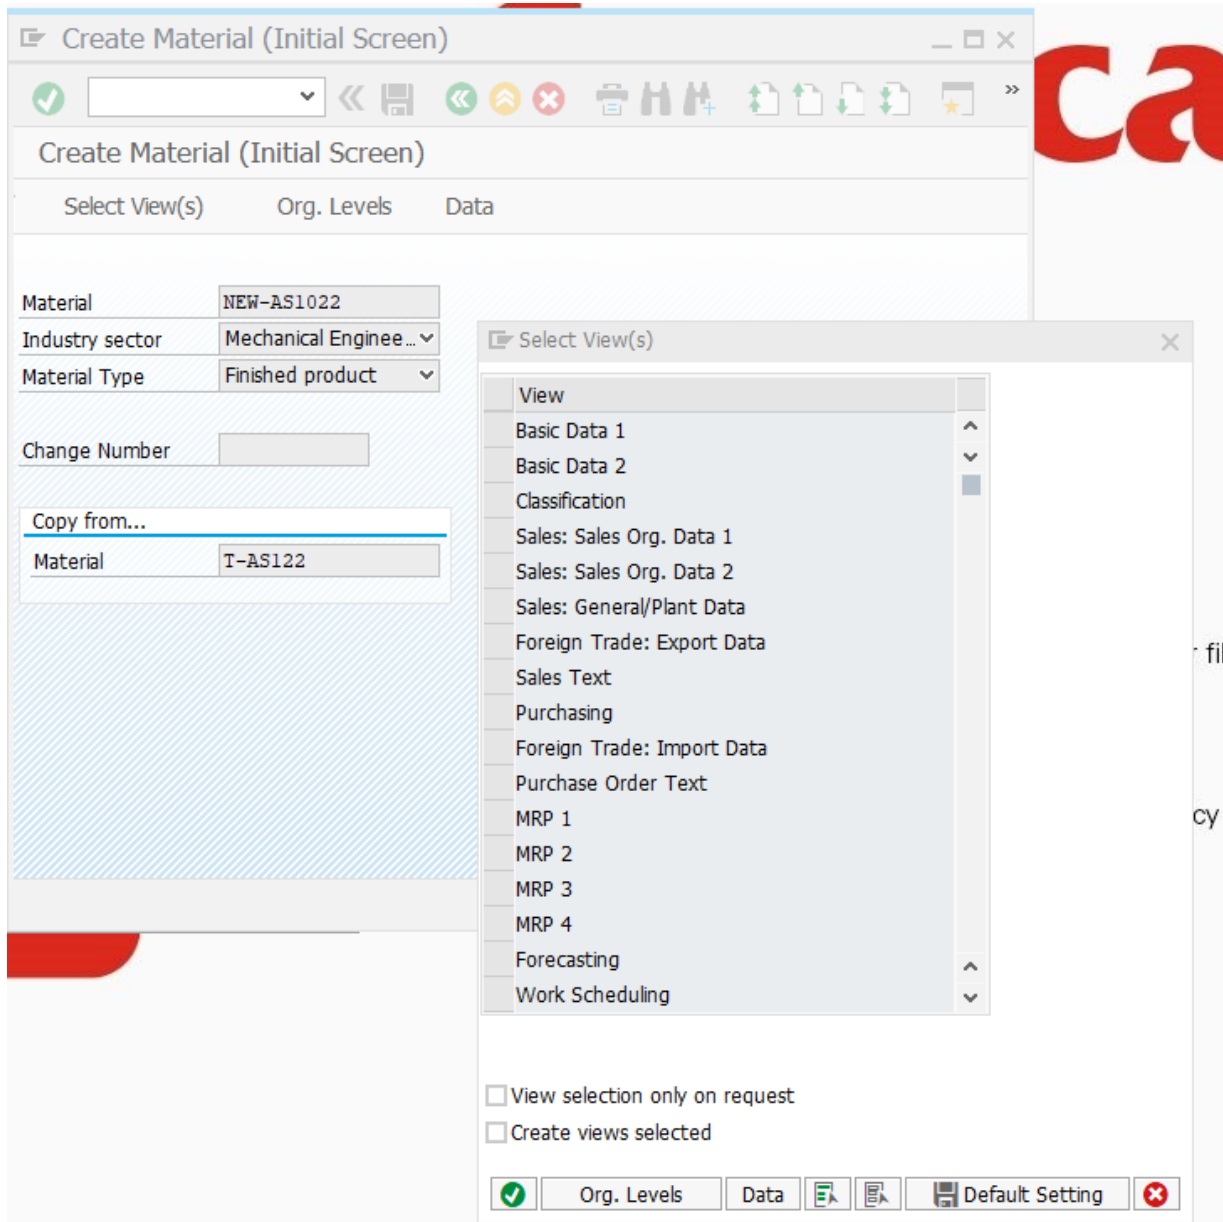 Create Material (Initial Screen)
Create Material (Initial Screen)
Select View(s) Org. Levels Data
Material NEW-AS1022
Industry sector Mechanical Enginee...
Material Type Finished product
Change Number
Copy from...
Material T-AS122
Select View(s)
View
Basic Data 1
Basic Data 2
Classification
Sales: Sales Org. Data 1
Sales: Sales Org. Data 2
Sales: General/Plant Data
Foreign Trade: Export Data
Sales Text
Purchasing
Foreign Trade: Import Data
Purchase Order Text
MRP 1
MRP 2
MRP 3
MRP 4
Forecasting
Work Scheduling
View selection only on request
Create views selected
Org. Levels Data Default Setting
ca
cy